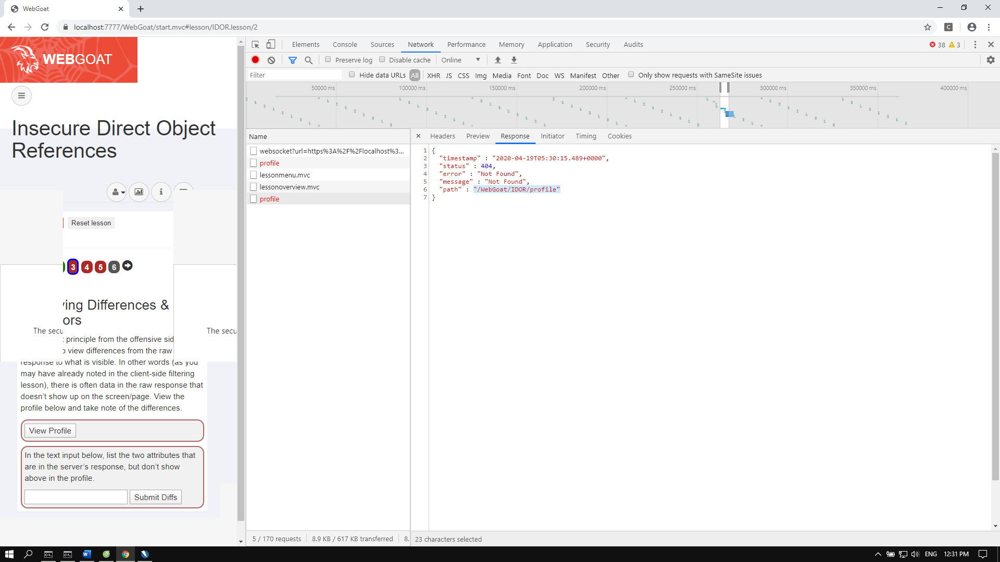 WebGoat
localhost:7777/WebGoat/start.mvc#lesson/IDOR.lesson/2
C
WEBGOAT
Insecure Direct Object
References
Reset lesson
3 4 5 6
ying Differences &
ors
The secu
The secu
principle from the offensive sid
view differences from the raw
response to what is visible. In other words (as you
may have already noted in the client-side filtering
lesson), there is often data in the raw response that
doesn't show up on the screen/page. View the
profile below and take note of the differences.
View Profile
In the text input below, list the two attributes that
are in the server's response, but don't show
above in the profile.
Submit Diffs
Elements Console Sources Network Performance Memory Application Security Audits 38 3
Preserve log Disable cache Online
Filter Hide data URLs All XHR JS CSS Img Media Font Doc WS Manifest Other Only show requests with SameSite issues
50000 ms 100000 ms 150000 ms 200000 ms 250000 ms 300000 ms 350000 ms 400000 ms
Name
websocket?url=https%3A%2F%2Flocalhost%3...
profile
lessonmenu.mvc
lessonoverview.mvc
profile
5 / 170 requests 8.9 KB / 617 KB transferred 8.
Headers Preview Response Initiator Timing Cookies
1 {
2 "timestamp" : "2020-04-19T05:30:15.489+0000",
3 "status" : 404,
4 "error" : "Not Found",
5 "message" : "Not Found",
6 "path" : "/WebGoat/IDOR/profile"
7 }
23 characters selected
ENG 12:31 PM